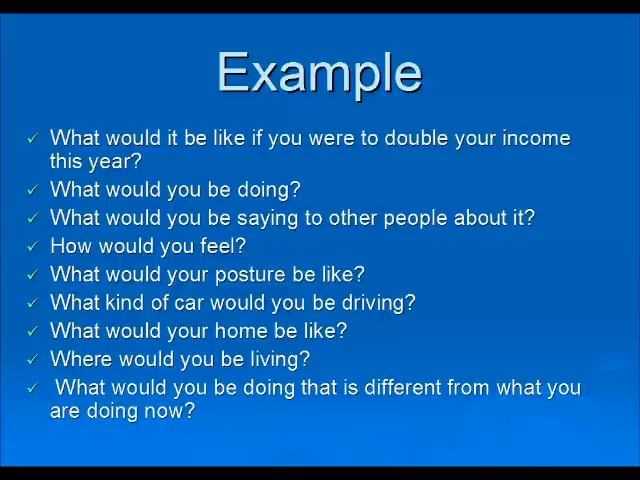 Example
What would it be like if you were to double your income
this year?
What would you be doing?
What would you be saying to other people about it?
How would you feel?
What would your posture be like?
What kind of car would you be driving?
What would your home be like?
Where would you be living?
What would you be doing that is different from what you
are doing now?